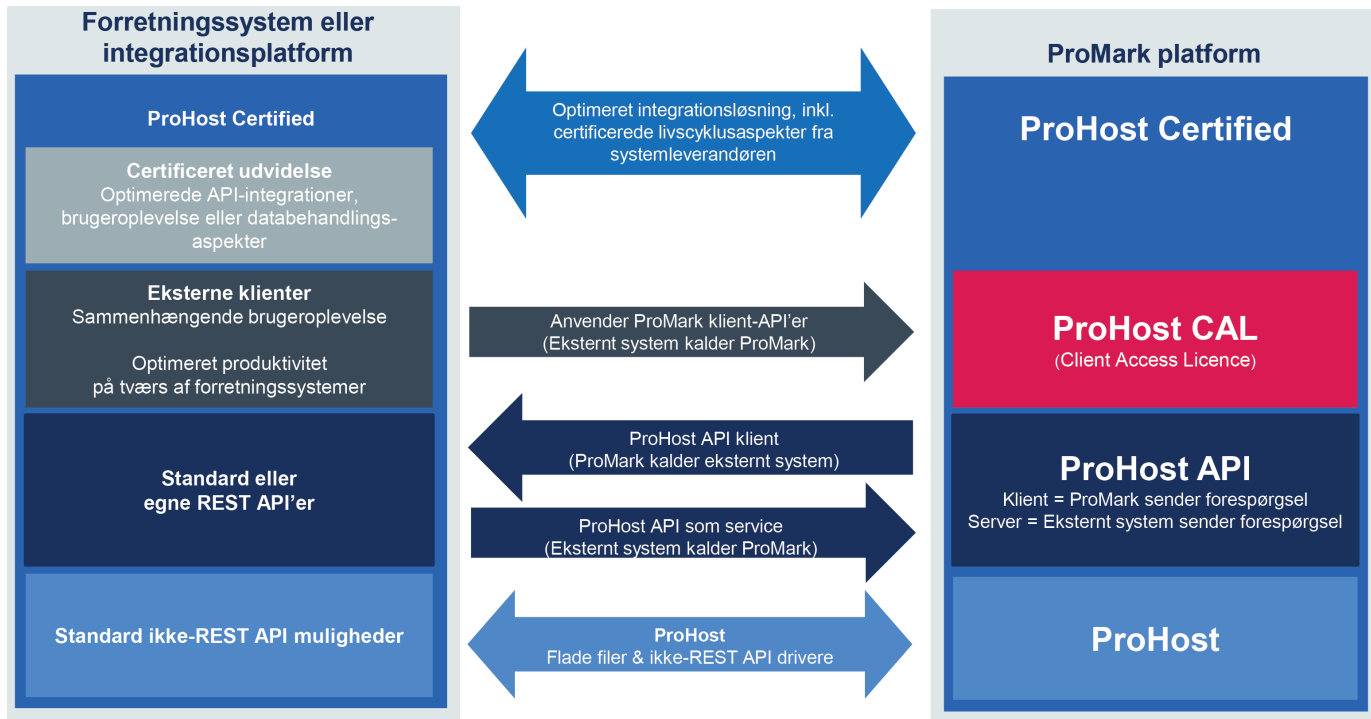 Forretningssystem eller
integrationsplatform
ProHost Certified
Certificeret udvidelse
Optimerede API-integrationer,
brugeroplevelse eller databehandlings-
aspekter
Eksterne klienter
Sammenhængende brugeroplevelse
Optimeret produktivitet
på tværs af forretningssystemer
Standard eller
egne REST API’er
Standard ikke-REST API muligheder
Optimeret integrationsløsning, inkl.
certificerede livscyklusaspekter fra
systemleverandøren
Anvender ProMark klient-API’er
(Eksternt system kalder ProMark)
ProHost API klient
(ProMark kalder eksternt system)
ProHost API som service
(Eksternt system kalder ProMark)
ProHost
Flade filer & ikke-REST API drivere
ProMark platform
ProHost Certified
ProHost CAL
(Client Access Licence)
ProHost API
Klient = ProMark sender forespørgsel
Server = Eksternt system sender forespørgsel
ProHost